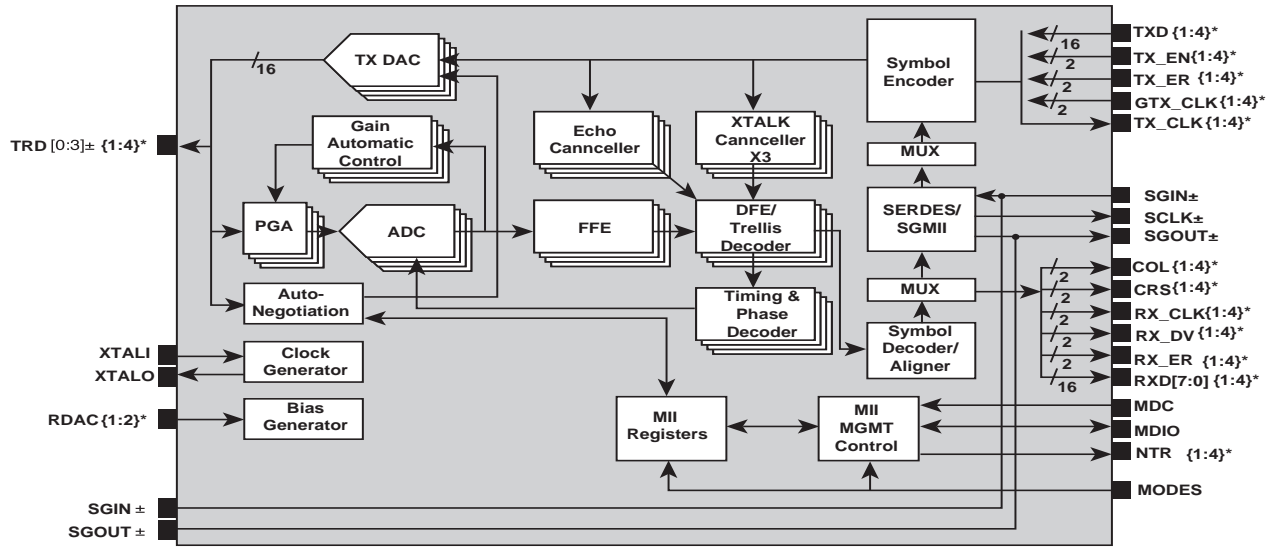 TRD [0:3]± {1:4}*
XTALI
XTALO
RDAC{1:2}*
SGIN ±
SGOUT ±
16
TX DAC
Gain
Automatic
Control
PGA
ADC
Auto-
Negotiation
Clock
Generator
Bias
Generator
Echo
Cannceller
XTALK
Cannceller
X3
FFE
DFE/
Trellis
Decoder
Timing &
Phase
Decoder
MII
Registers
MII
MGMT
Control
Symbol
Encoder
MUX
SERDES/
SGMII
MUX
Symbol
Decoder/
Aligner
16
2
2
2
TXD {1:4}*
TX_EN{1:4}*
TX_ER {1:4}*
GTX_CLK{1:4}*
TX_CLK{1:4}*
SGIN±
SCLK±
SGOUT±
2
2
2
2
2
16
COL{1:4}*
CRS{1:4}*
RX_CLK{1:4}*
RX_DV {1:4}*
RX_ER {1:4}*
RXD[7:0] {1:4}*
MDC
MDIO
NTR {1:4}*
MODES